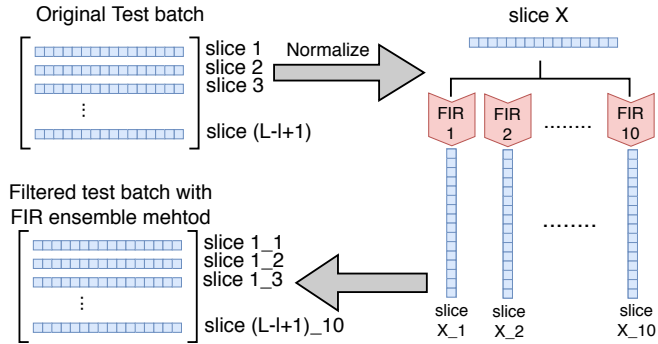 Original Test batch
slice 1
slice 2
slice 3
⋮
slice (L-l+1)
Normalize
slice X
FIR
1
FIR
2
........
FIR
10
........
slice
X_1
slice
X_2
slice
X_10
Filtered test batch with
FIR ensemble mehtod
slice 1_1
slice 1_2
slice 1_3
⋮
slice (L-l+1)_10